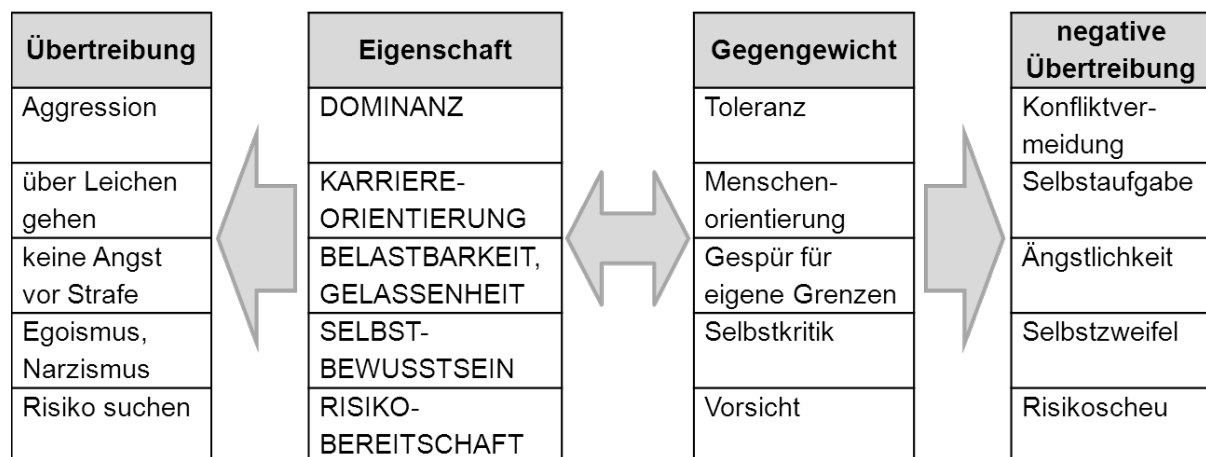 Übertreibung
Aggression
über Leichen
gehen
keine Angst
vor Strafe
Egoismus,
Narzismus
Risiko suchen
Eigenschaft
DOMINANZ
KARRIERE-
ORIENTIERUNG
BELASTBARKEIT,
GELASSENHEIT
SELBST-
BEWUSSTSEIN
RISIKO-
BEREITSCHAFT
Gegengewicht
Toleranz
Menschen-
orientierung
Gespür für
eigene Grenzen
Selbstkritik
Vorsicht
negative
Übertreibung
Konfliktver-
meidung
Selbstaufgabe
Ängstlichkeit
Selbstzweifel
Risikoscheu